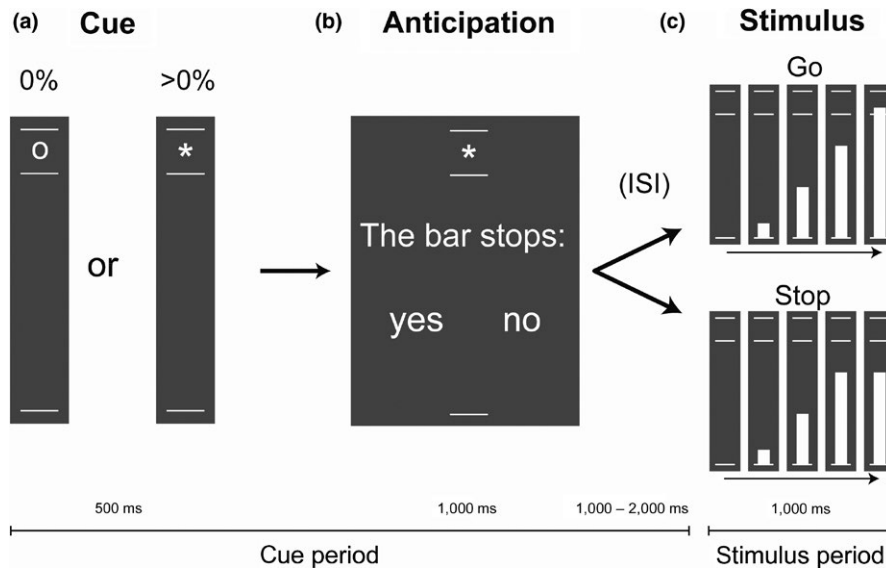 (a) Cue (b) Anticipation (c) Stimulus
0% >0% Go
o * *
(ISI)
The bar stops:
or
yes no
Stop
500 ms 1,000 ms 1,000 – 2,000 ms 1,000 ms
Cue period Stimulus period